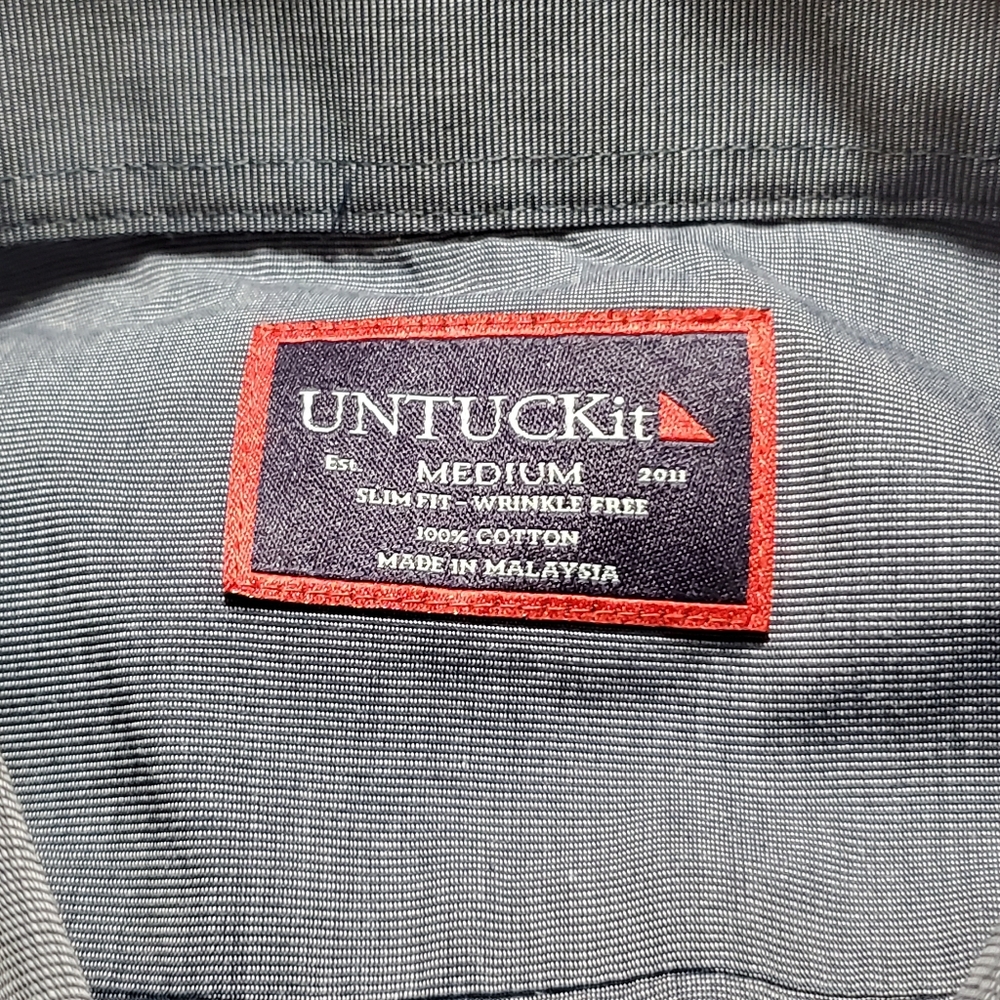 UNTUCKit
Est. MEDIUM 2011
SLIM FIT - WRINKLE FREE
100% COTTON
MADE IN MALAYSIA